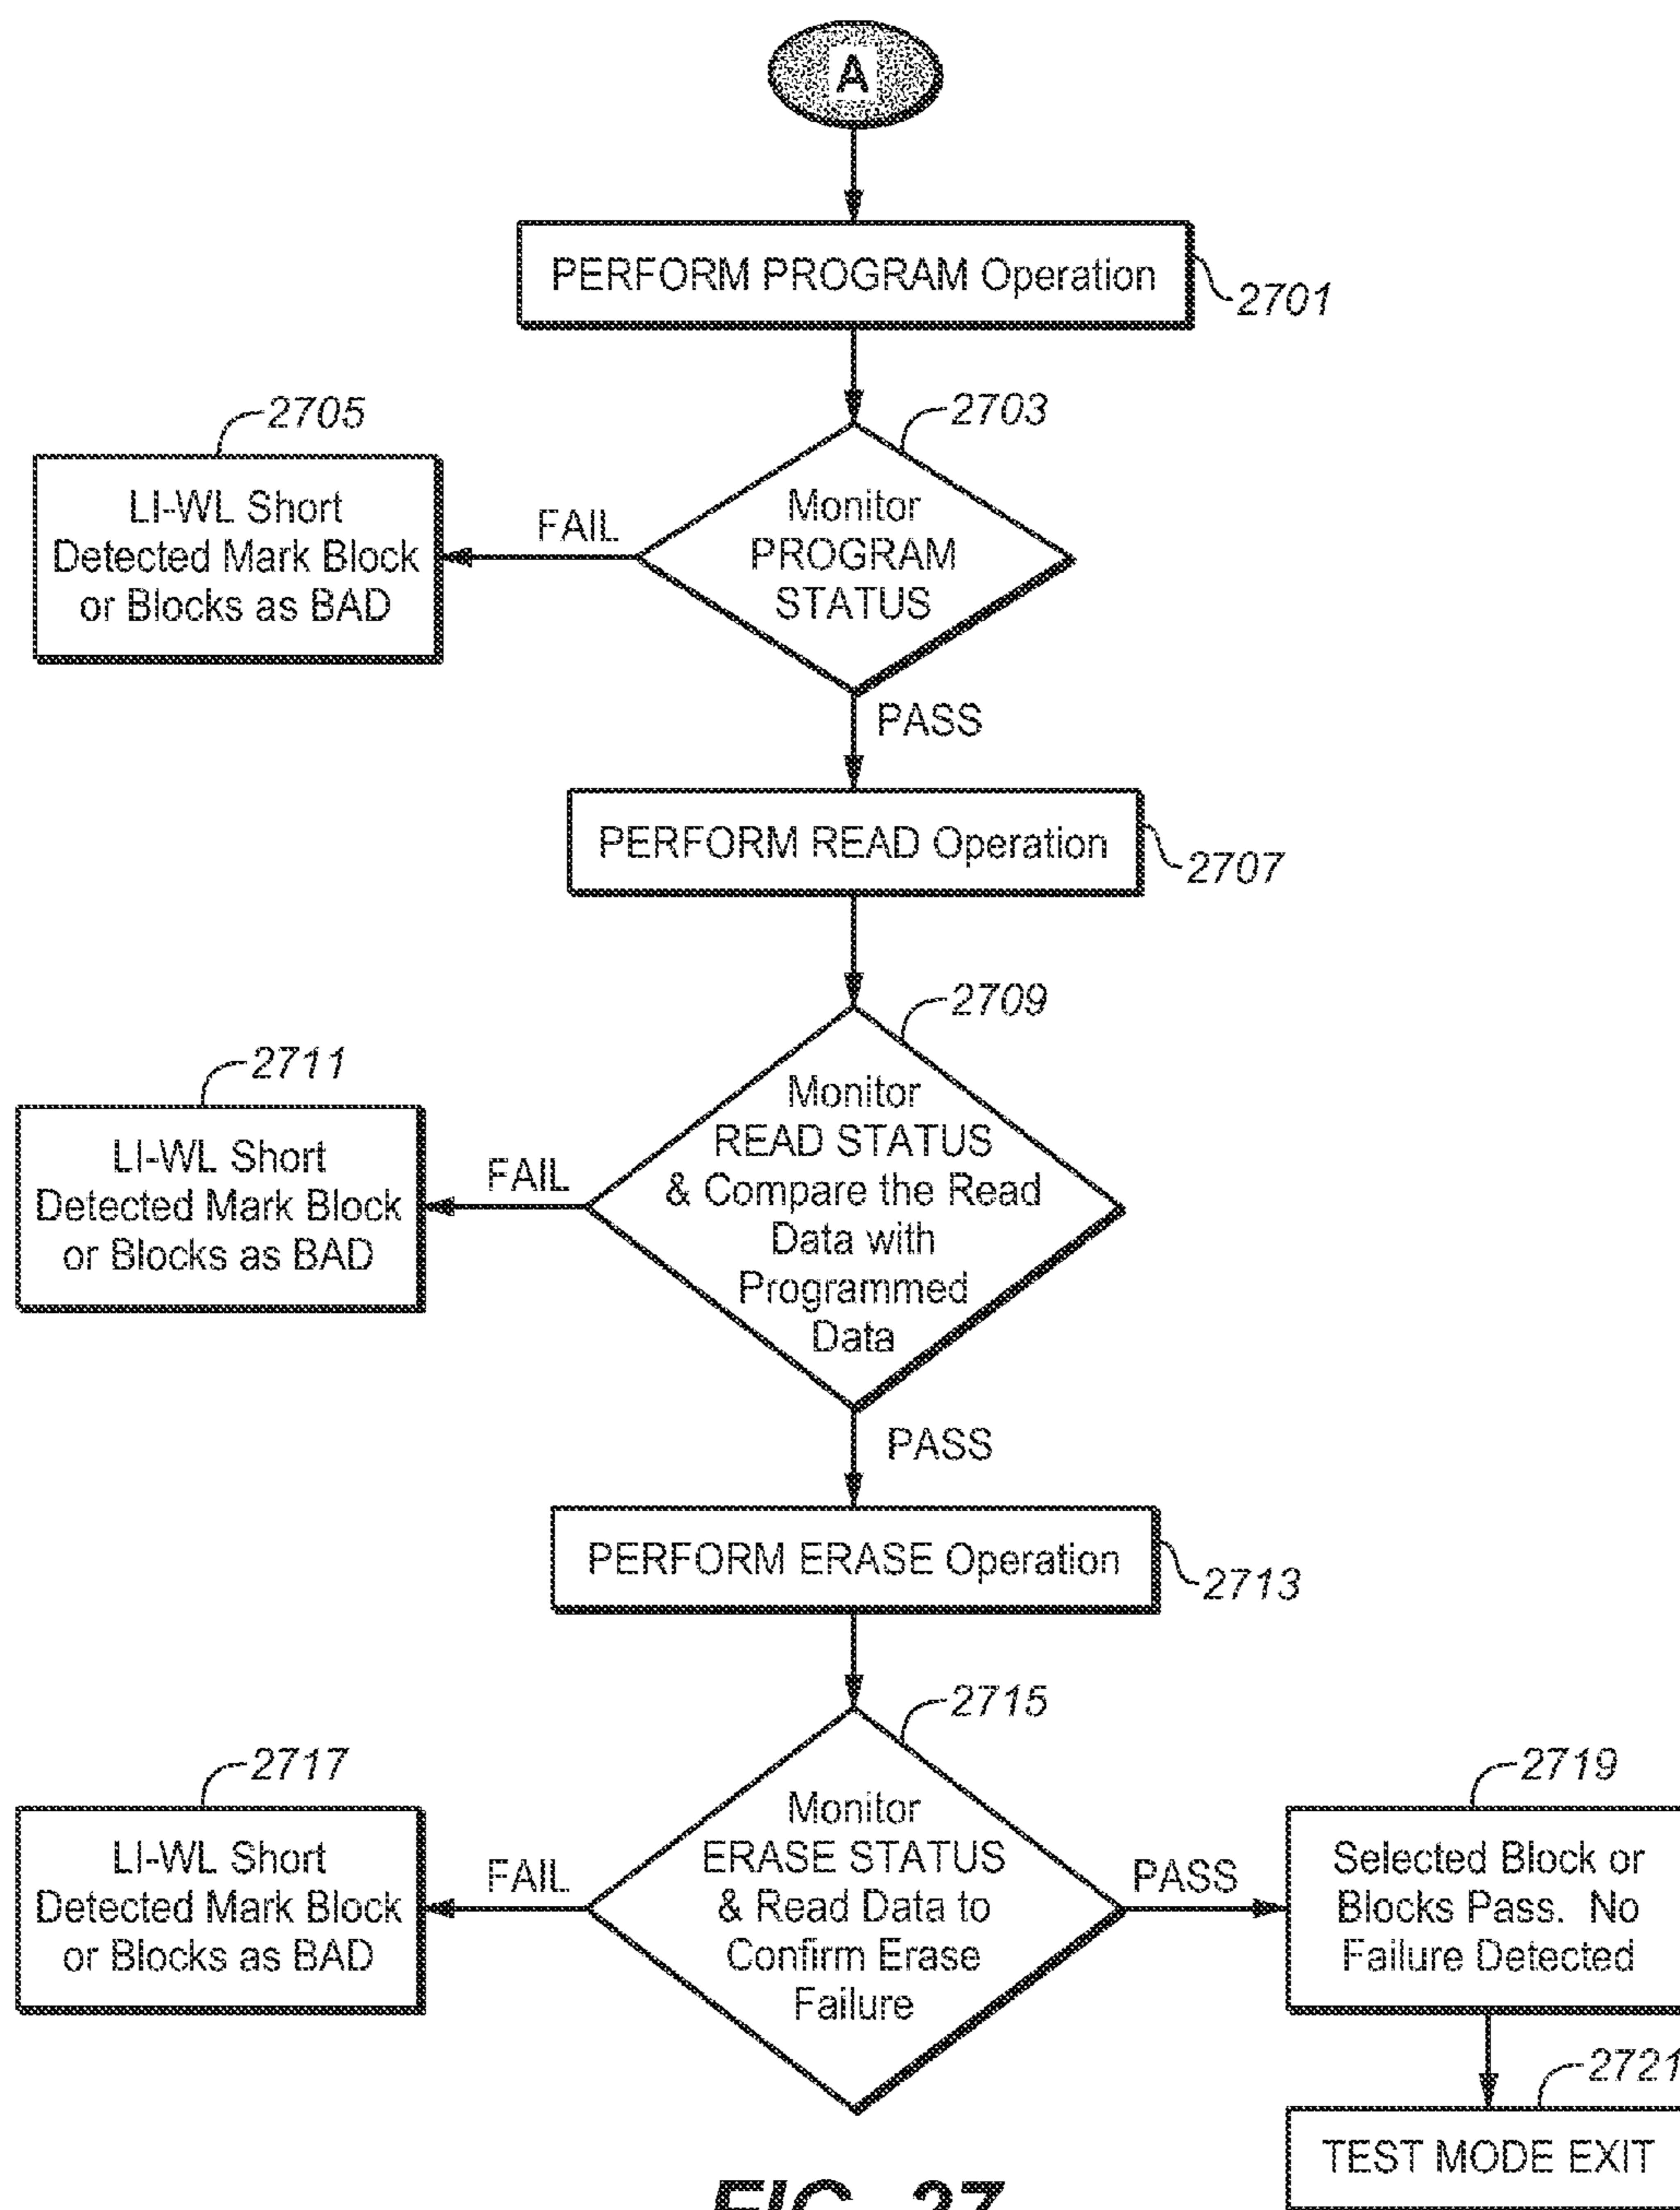 A
PERFORM PROGRAM Operation
2701
2703
Monitor
PROGRAM
STATUS
FAIL
2705
LI-WL Short
Detected Mark Block
or Blocks as BAD
PASS
PERFORM READ Operation
2707
2709
Monitor
READ STATUS
& Compare the Read
Data with
Programmed
Data
FAIL
2711
LI-WL Short
Detected Mark Block
or Blocks as BAD
PASS
PERFORM ERASE Operation
2713
2715
Monitor
ERASE STATUS
& Read Data to
Confirm Erase
Failure
FAIL
2717
LI-WL Short
Detected Mark Block
or Blocks as BAD
PASS
2719
Selected Block or
Blocks Pass. No
Failure Detected
2721
TEST MODE EXIT
FIG. 27